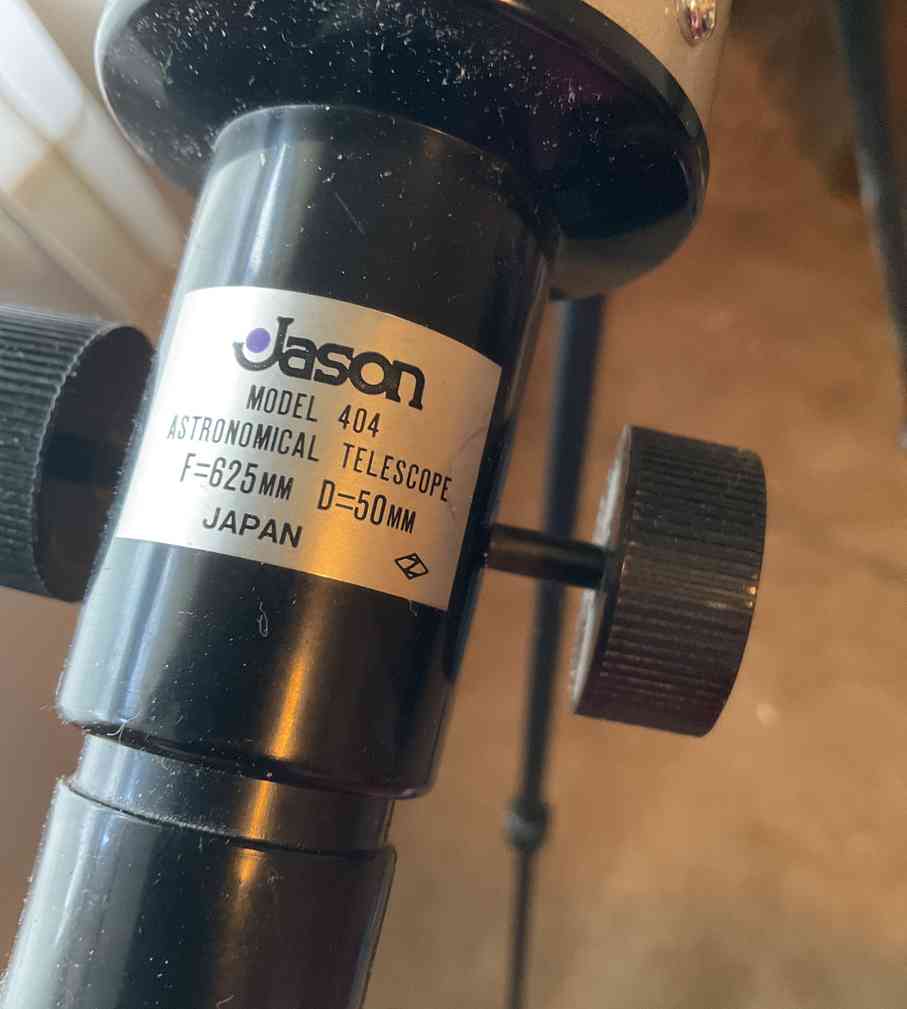 Jason
MODEL 404
ASTRONOMICAL TELESCOPE
F=625MM D=50MM
JAPAN